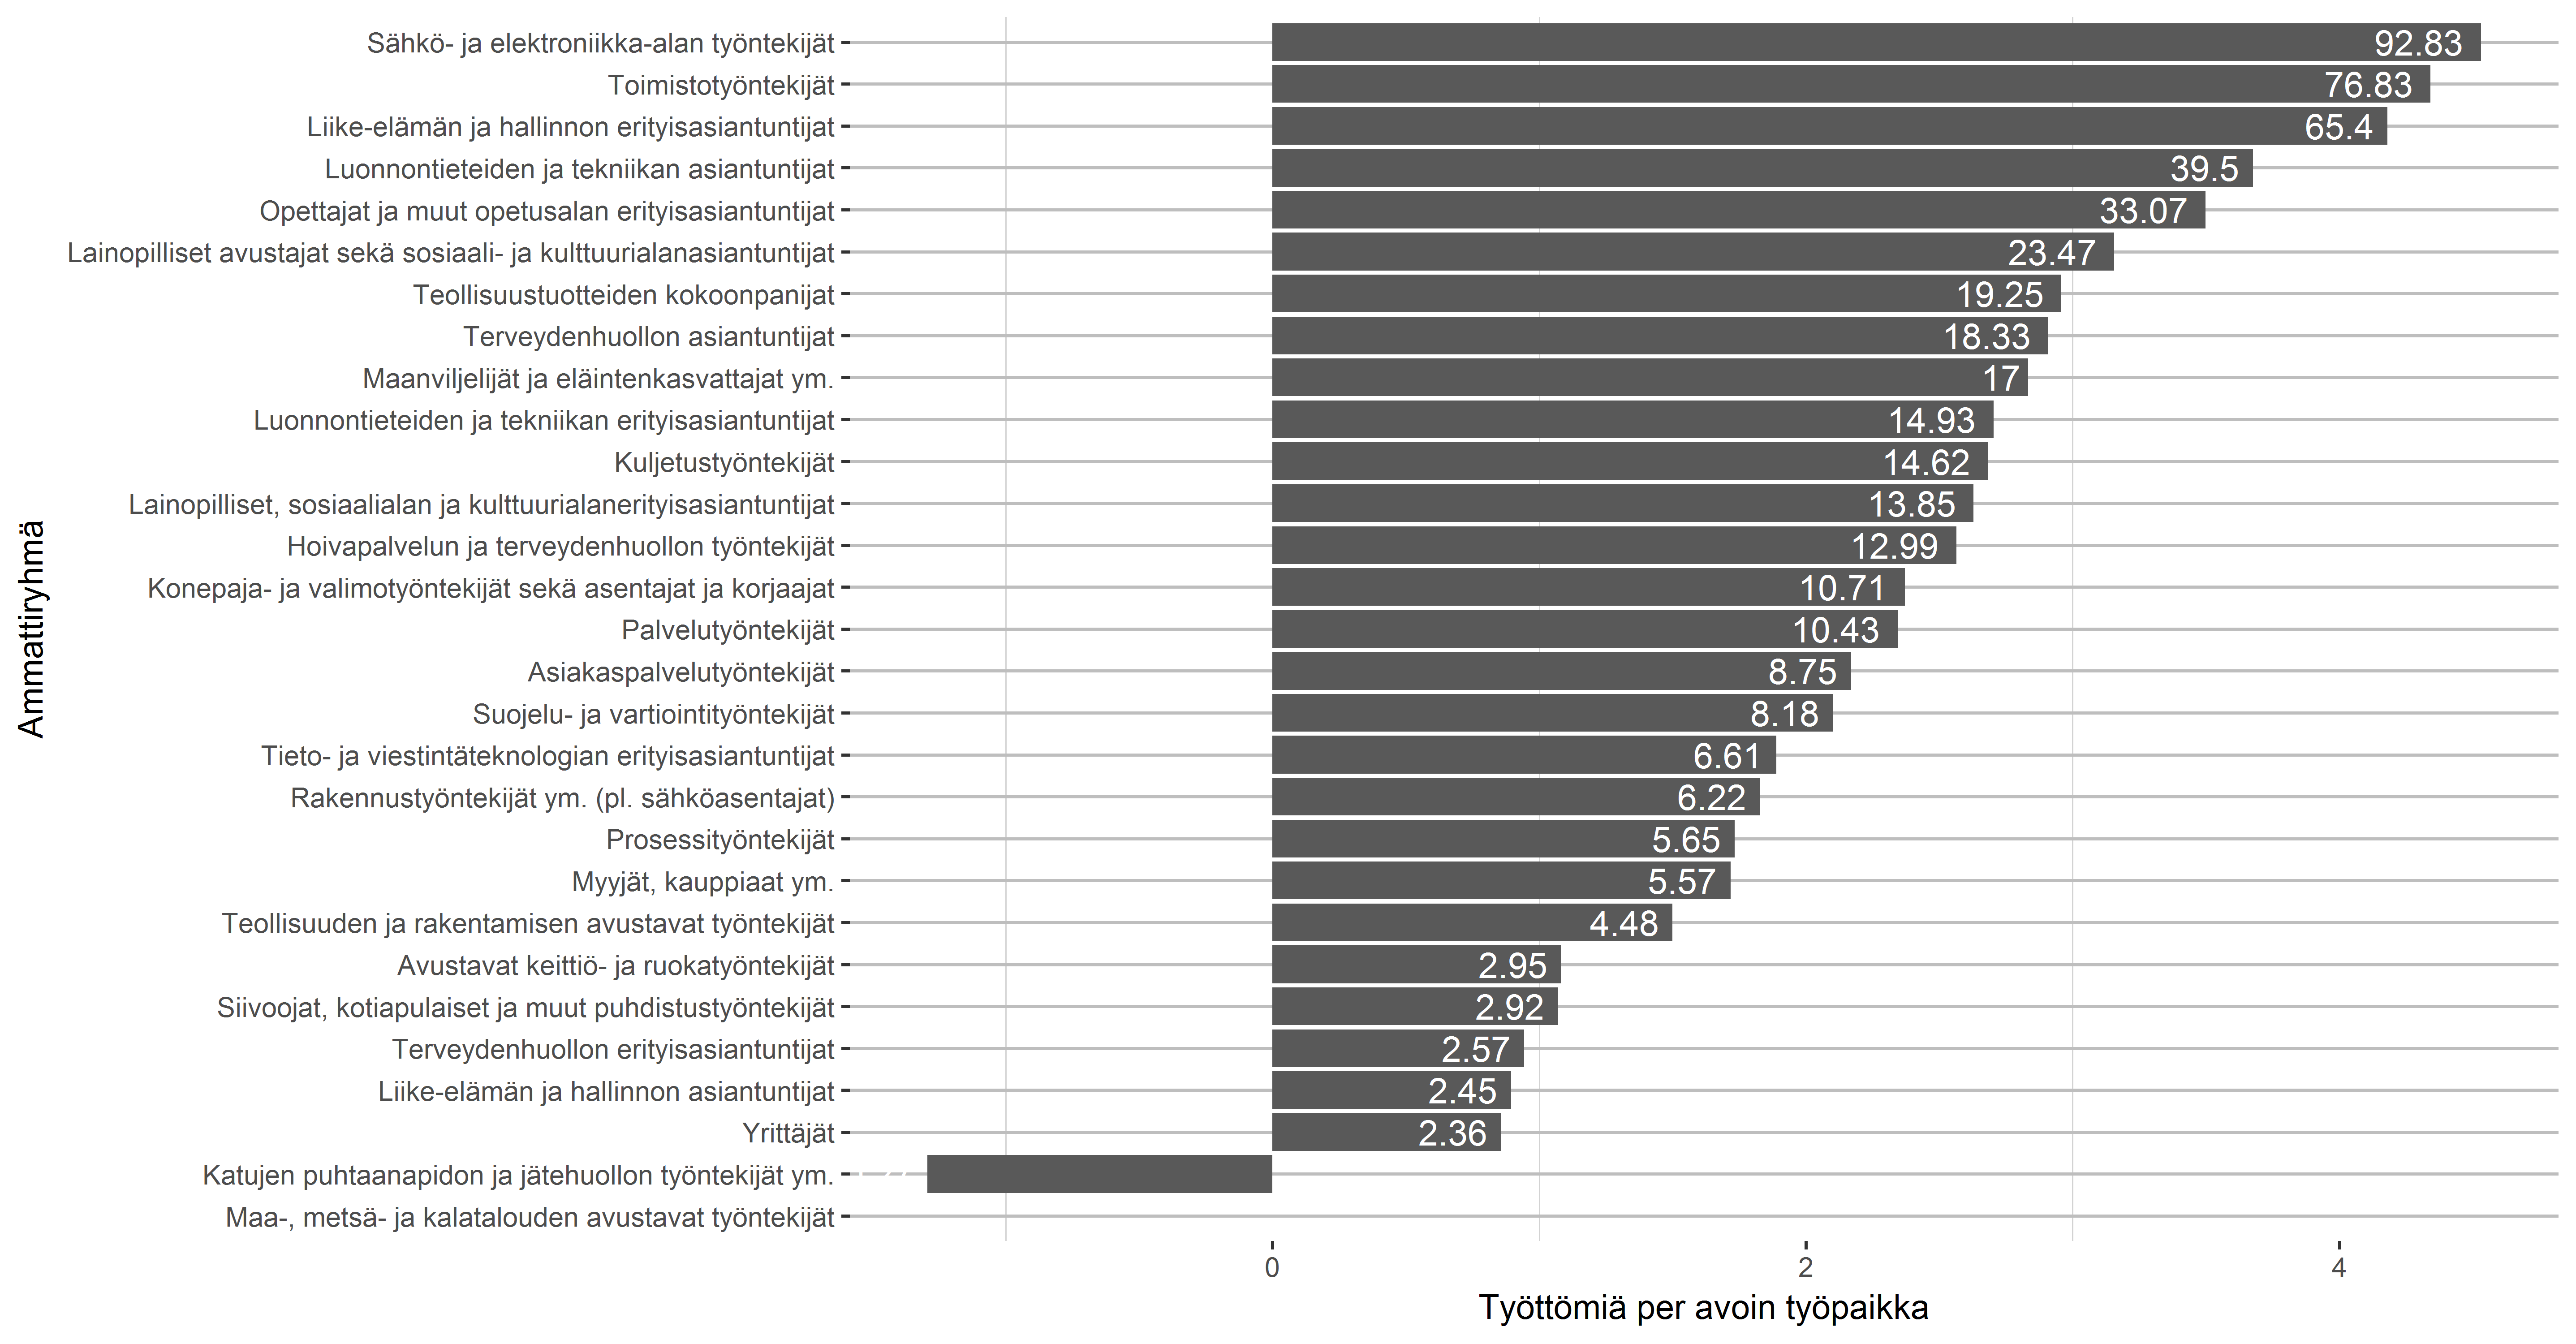 Sähkö- ja elektroniikka-alan työntekijät 92.83
Toimistotyöntekijät 76.83
Liike-elämän ja hallinnon erityisasiantuntijat 65.4
Luonnontieteiden ja tekniikan asiantuntijat 39.5
Opettajat ja muut opetusalan erityisasiantuntijat 33.07
Lainopilliset avustajat sekä sosiaali- ja kulttuurialanasiantuntijat 23.47
Teollisuustuotteiden kokoonpanijat 19.25
Terveydenhuollon asiantuntijat 18.33
Maanviljelijät ja eläintenkasvattajat ym. 17
Luonnontieteiden ja tekniikan erityisasiantuntijat 14.93
Kuljetustyöntekijät 14.62
Lainopilliset, sosiaalialan ja kulttuurialanerityisasiantuntijat 13.85
Hoivapalvelun ja terveydenhuollon työntekijät 12.99
Konepaja- ja valimotyöntekijät sekä asentajat ja korjaajat 10.71
Palvelutyöntekijät 10.43
Asiakaspalvelutyöntekijät 8.75
Suojelu- ja vartiointityöntekijät 8.18
Tieto- ja viestintäteknologian erityisasiantuntijat 6.61
Rakennustyöntekijät ym. (pl. sähköasentajat) 6.22
Prosessityöntekijät 5.65
Myyjät, kauppiaat ym. 5.57
Teollisuuden ja rakentamisen avustavat työntekijät 4.48
Avustavat keittiö- ja ruokatyöntekijät 2.95
Siivoojat, kotiapulaiset ja muut puhdistustyöntekijät 2.92
Terveydenhuollon erityisasiantuntijat 2.57
Liike-elämän ja hallinnon asiantuntijat 2.45
Yrittäjät 2.36
Katujen puhtaanapidon ja jätehuollon työntekijät ym.
Maa-, metsä- ja kalatalouden avustavat työntekijät
Ammattiryhmä
0 2 4
Työttömiä per avoin työpaikka